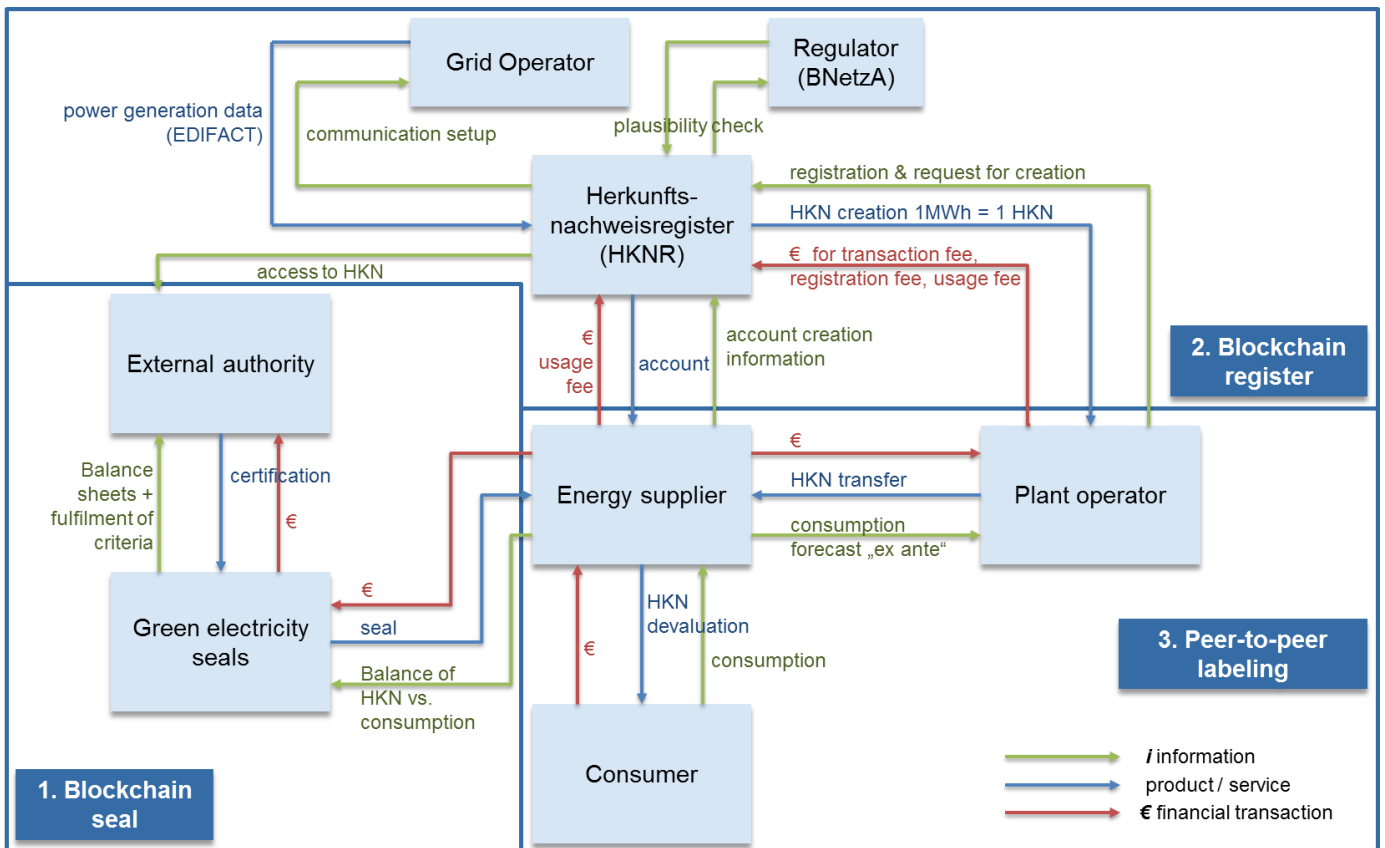 Grid Operator
Regulator
(BNetzA)
power generation data
(EDIFACT)
communication setup
plausibility check
registration & request for creation
Herkunfts-
nachweisregister
(HKNR)
HKN creation 1MWh = 1 HKN
€ for transaction fee,
registration fee, usage fee
access to HKN
External authority
€
usage
fee
account
account creation
information
2. Blockchain
register
Balance
sheets +
fulfilment of
criteria
certification
€
Energy supplier
€
HKN transfer
consumption
forecast „ex ante“
Plant operator
Green electricity
seals
€
seal
Balance of
HKN vs.
consumption
€
HKN
devaluation
consumption
3. Peer-to-peer
labeling
Consumer
1. Blockchain
seal
i information
product / service
€ financial transaction